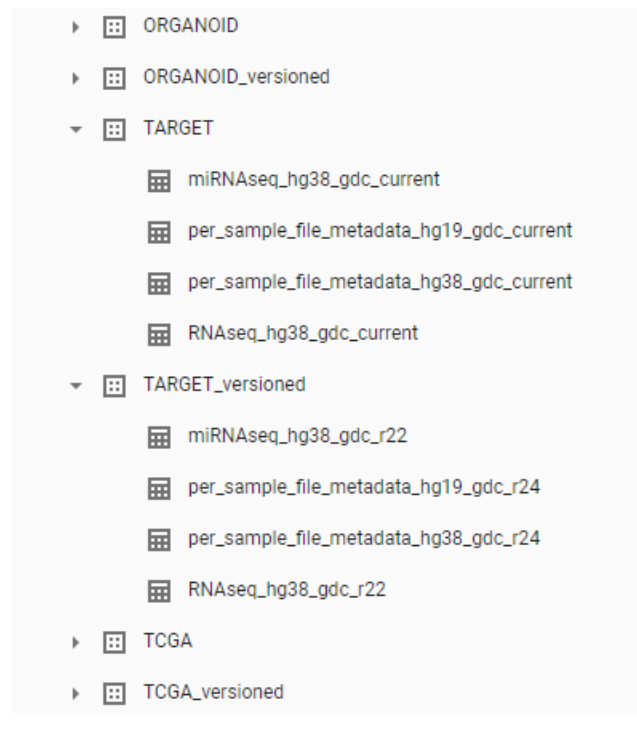 ORGANOID
ORGANOID_versioned
TARGET
miRNAseq_hg38_gdc_current
per_sample_file_metadata_hg19_gdc_current
per_sample_file_metadata_hg38_gdc_current
RNAseq_hg38_gdc_current
TARGET_versioned
miRNAseq_hg38_gdc_r22
per_sample_file_metadata_hg19_gdc_r24
per_sample_file_metadata_hg38_gdc_r24
RNAseq_hg38_gdc_r22
TCGA
TCGA_versioned